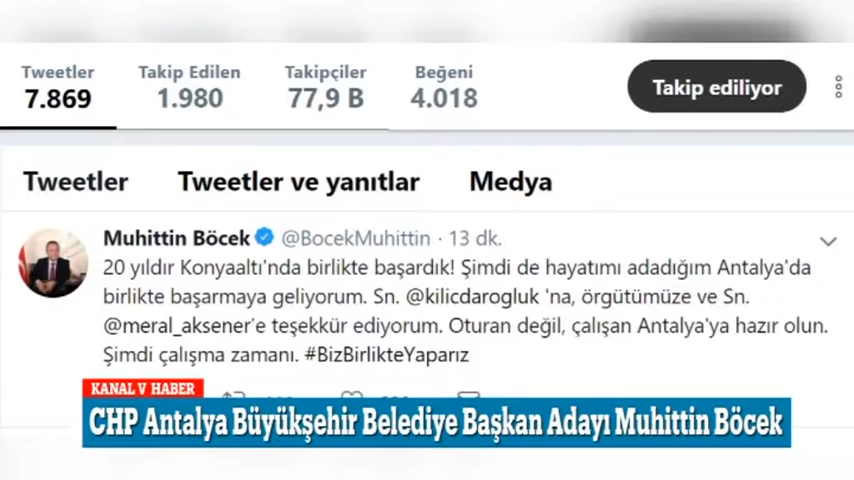 Tweetler Takip Edilen Takipçiler Beğeni
7.869 1.980 77,9 B 4.018
Takip ediliyor
Tweetler Tweetler ve yanıtlar Medya
Muhittin Böcek @BocekMuhittin · 13 dk.
20 yıldır Konyaaltı'nda birlikte başardık! Şimdi de hayatımı adadığım Antalya'da
birlikte başarmaya geliyorum. Sn. @kilicdarogluk 'na, örgütümüze ve Sn.
@meral_aksener'e teşekkür ediyorum. Oturan değil, çalışan Antalya'ya hazır olun.
Şimdi çalışma zamanı. #BizBirlikteYaparız
KANAL V HABER
CHP Antalya Büyükşehir Belediye Başkan Adayı Muhittin Böcek